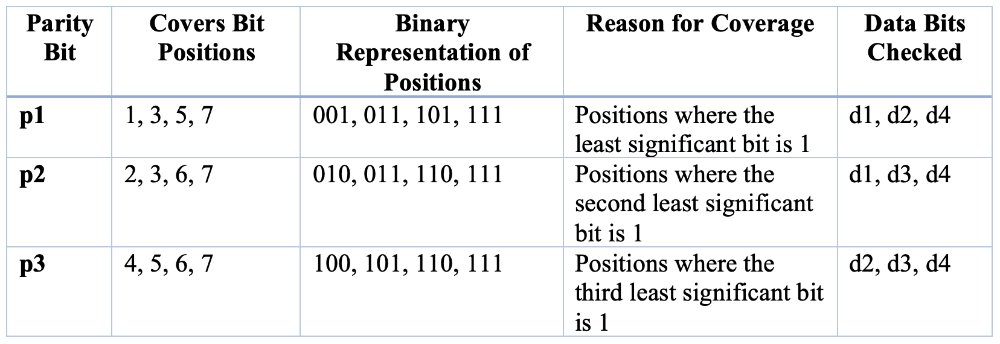 Parity
Bit
Covers Bit
Positions
Binary
Representation of
Positions
Reason for Coverage
Data Bits
Checked
p1
1, 3, 5, 7
001, 011, 101, 111
Positions where the
least significant bit is 1
d1, d2, d4
p2
2, 3, 6, 7
010, 011, 110, 111
Positions where the
second least significant
bit is 1
d1, d3, d4
p3
4, 5, 6, 7
100, 101, 110, 111
Positions where the
third least significant bit
is 1
d2, d3, d4